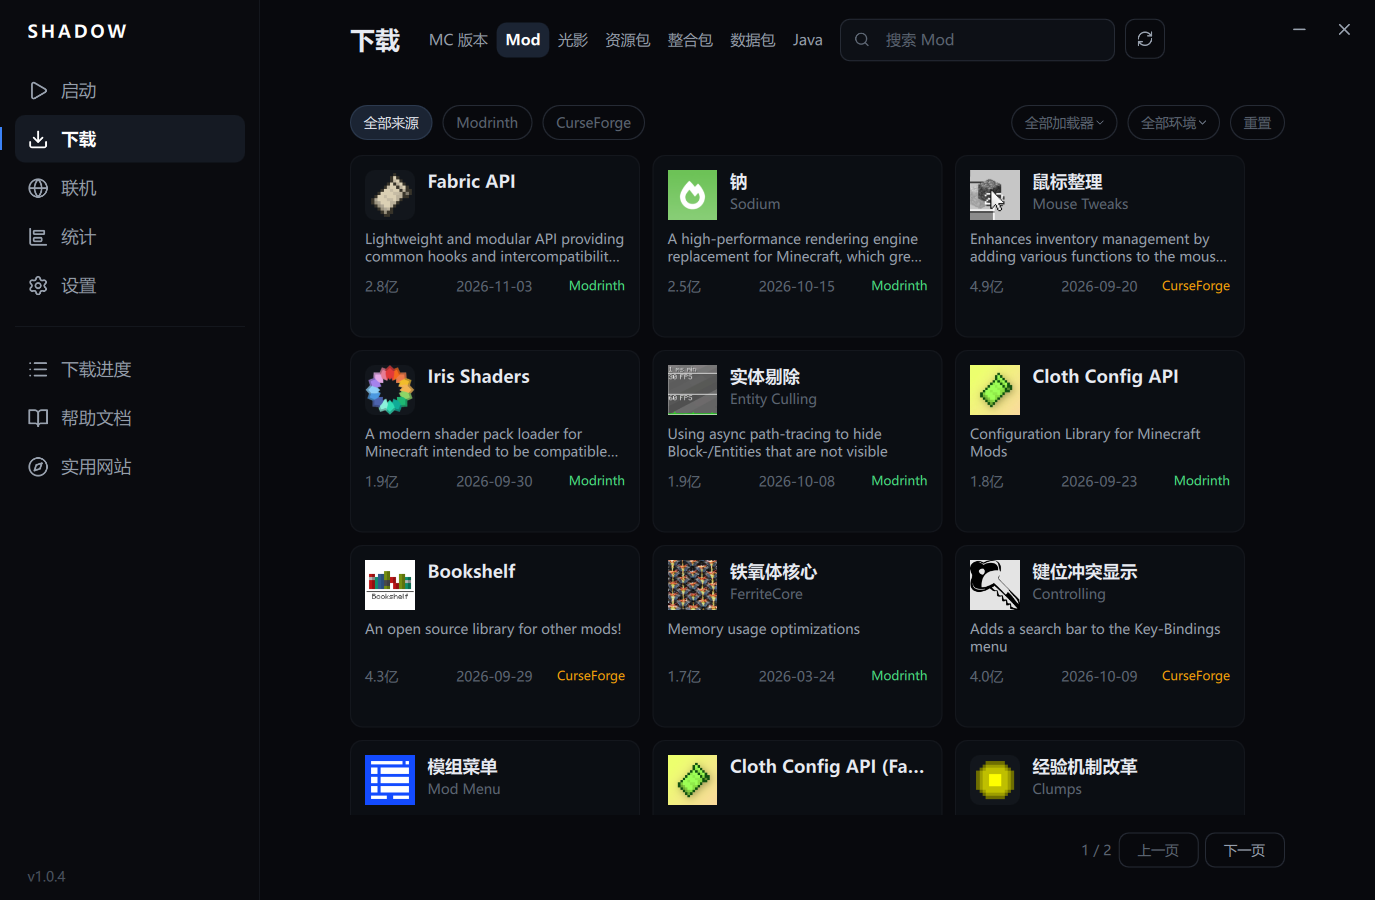 SHADOW
启动
下载
联机
统计
设置
下载进度
帮助文档
实用网站
v1.0.4
下载
MC 版本
Mod
光影
资源包
整合包
数据包
Java
搜索 Mod
全部来源
Modrinth
CurseForge
全部加载器
全部环境
重置
Fabric API
Lightweight and modular API providing
common hooks and intercompatibilit...
2.8亿 2026-11-03 Modrinth
钠
Sodium
A high-performance rendering engine
replacement for Minecraft, which gre...
2.5亿 2026-10-15 Modrinth
鼠标整理
Mouse Tweaks
Enhances inventory management by
adding various functions to the mous...
4.9亿 2026-09-20 CurseForge
Iris Shaders
A modern shader pack loader for
Minecraft intended to be compatible...
1.9亿 2026-09-30 Modrinth
实体剔除
Entity Culling
Using async path-tracing to hide
Block-/Entities that are not visible
1.9亿 2026-10-08 Modrinth
Cloth Config API
Configuration Library for Minecraft
Mods
1.8亿 2026-09-23 Modrinth
Bookshelf
Bookshelf
An open source library for other mods!
4.3亿 2026-09-29 CurseForge
铁氧体核心
FerriteCore
Memory usage optimizations
1.7亿 2026-03-24 Modrinth
键位冲突显示
Controlling
Adds a search bar to the Key-Bindings
menu
4.0亿 2026-10-09 CurseForge
模组菜单
Mod Menu
Cloth Config API (Fa...
经验机制改革
Clumps
1 / 2
上一页
下一页